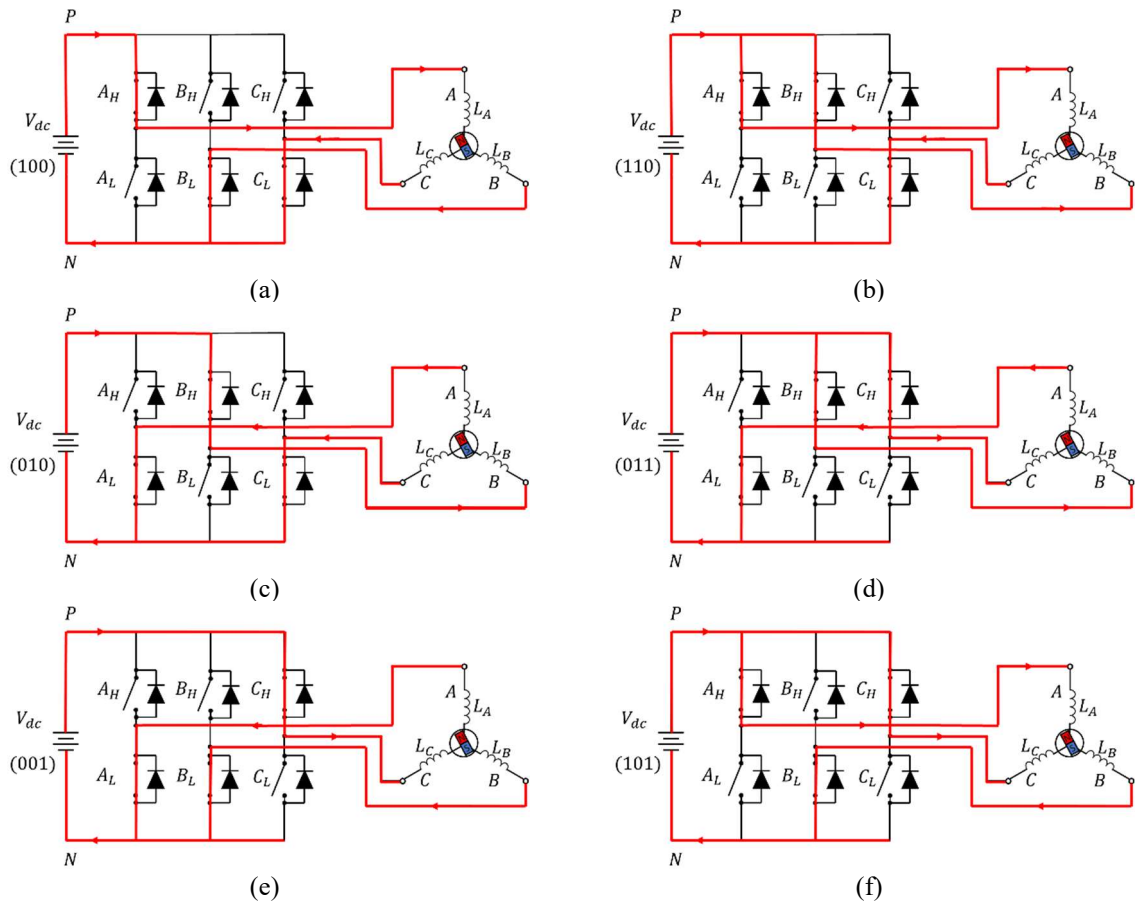 P P
A_H B_H C_H A_H B_H C_H
A L_A A L_A
V_dc V_dc
(100) (110)
L_C L_B L_C L_B
C B C B
A_L B_L C_L A_L B_L C_L
N N
(a) (b)
P P
A_H B_H C_H A_H B_H C_H
A L_A A L_A
V_dc V_dc
(010) (011)
L_C L_B L_C L_B
C B C B
A_L B_L C_L A_L B_L C_L
N N
(c) (d)
P P
A_H B_H C_H A_H B_H C_H
A L_A A L_A
V_dc V_dc
(001) (101)
L_C L_B L_C L_B
C B C B
A_L B_L C_L A_L B_L C_L
N N
(e) (f)